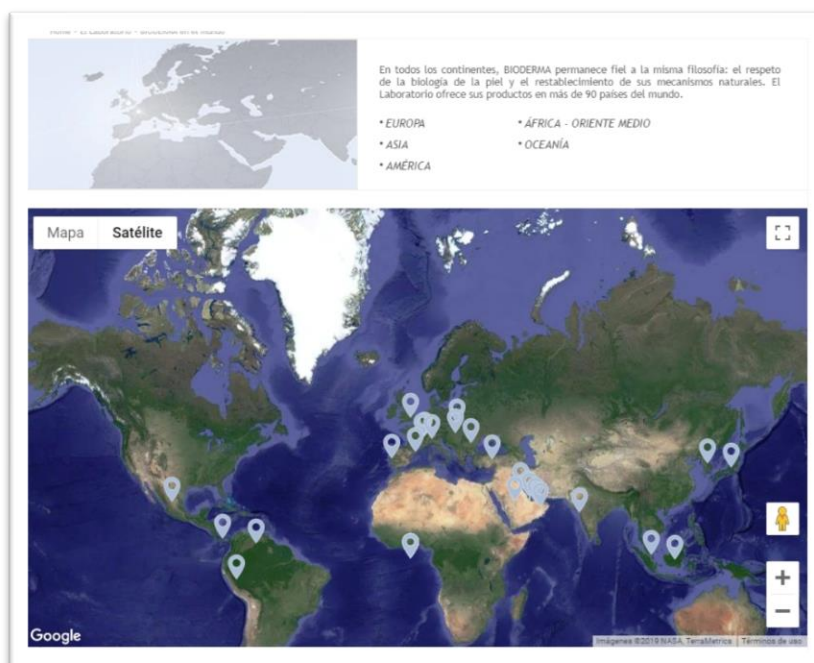 En todos los continentes, BIODERMA permanece fiel a la misma filosofía: el respeto
de la biología de la piel y el restablecimiento de sus mecanismos naturales. El
Laboratorio ofrece sus productos en más de 90 países del mundo.
• EUROPA
• ÁFRICA - ORIENTE MEDIO
• ASIA
• OCEANÍA
• AMÉRICA
Mapa
Satélite
Google
Imágenes ©2019 NASA, TerraMetrics
Términos de uso